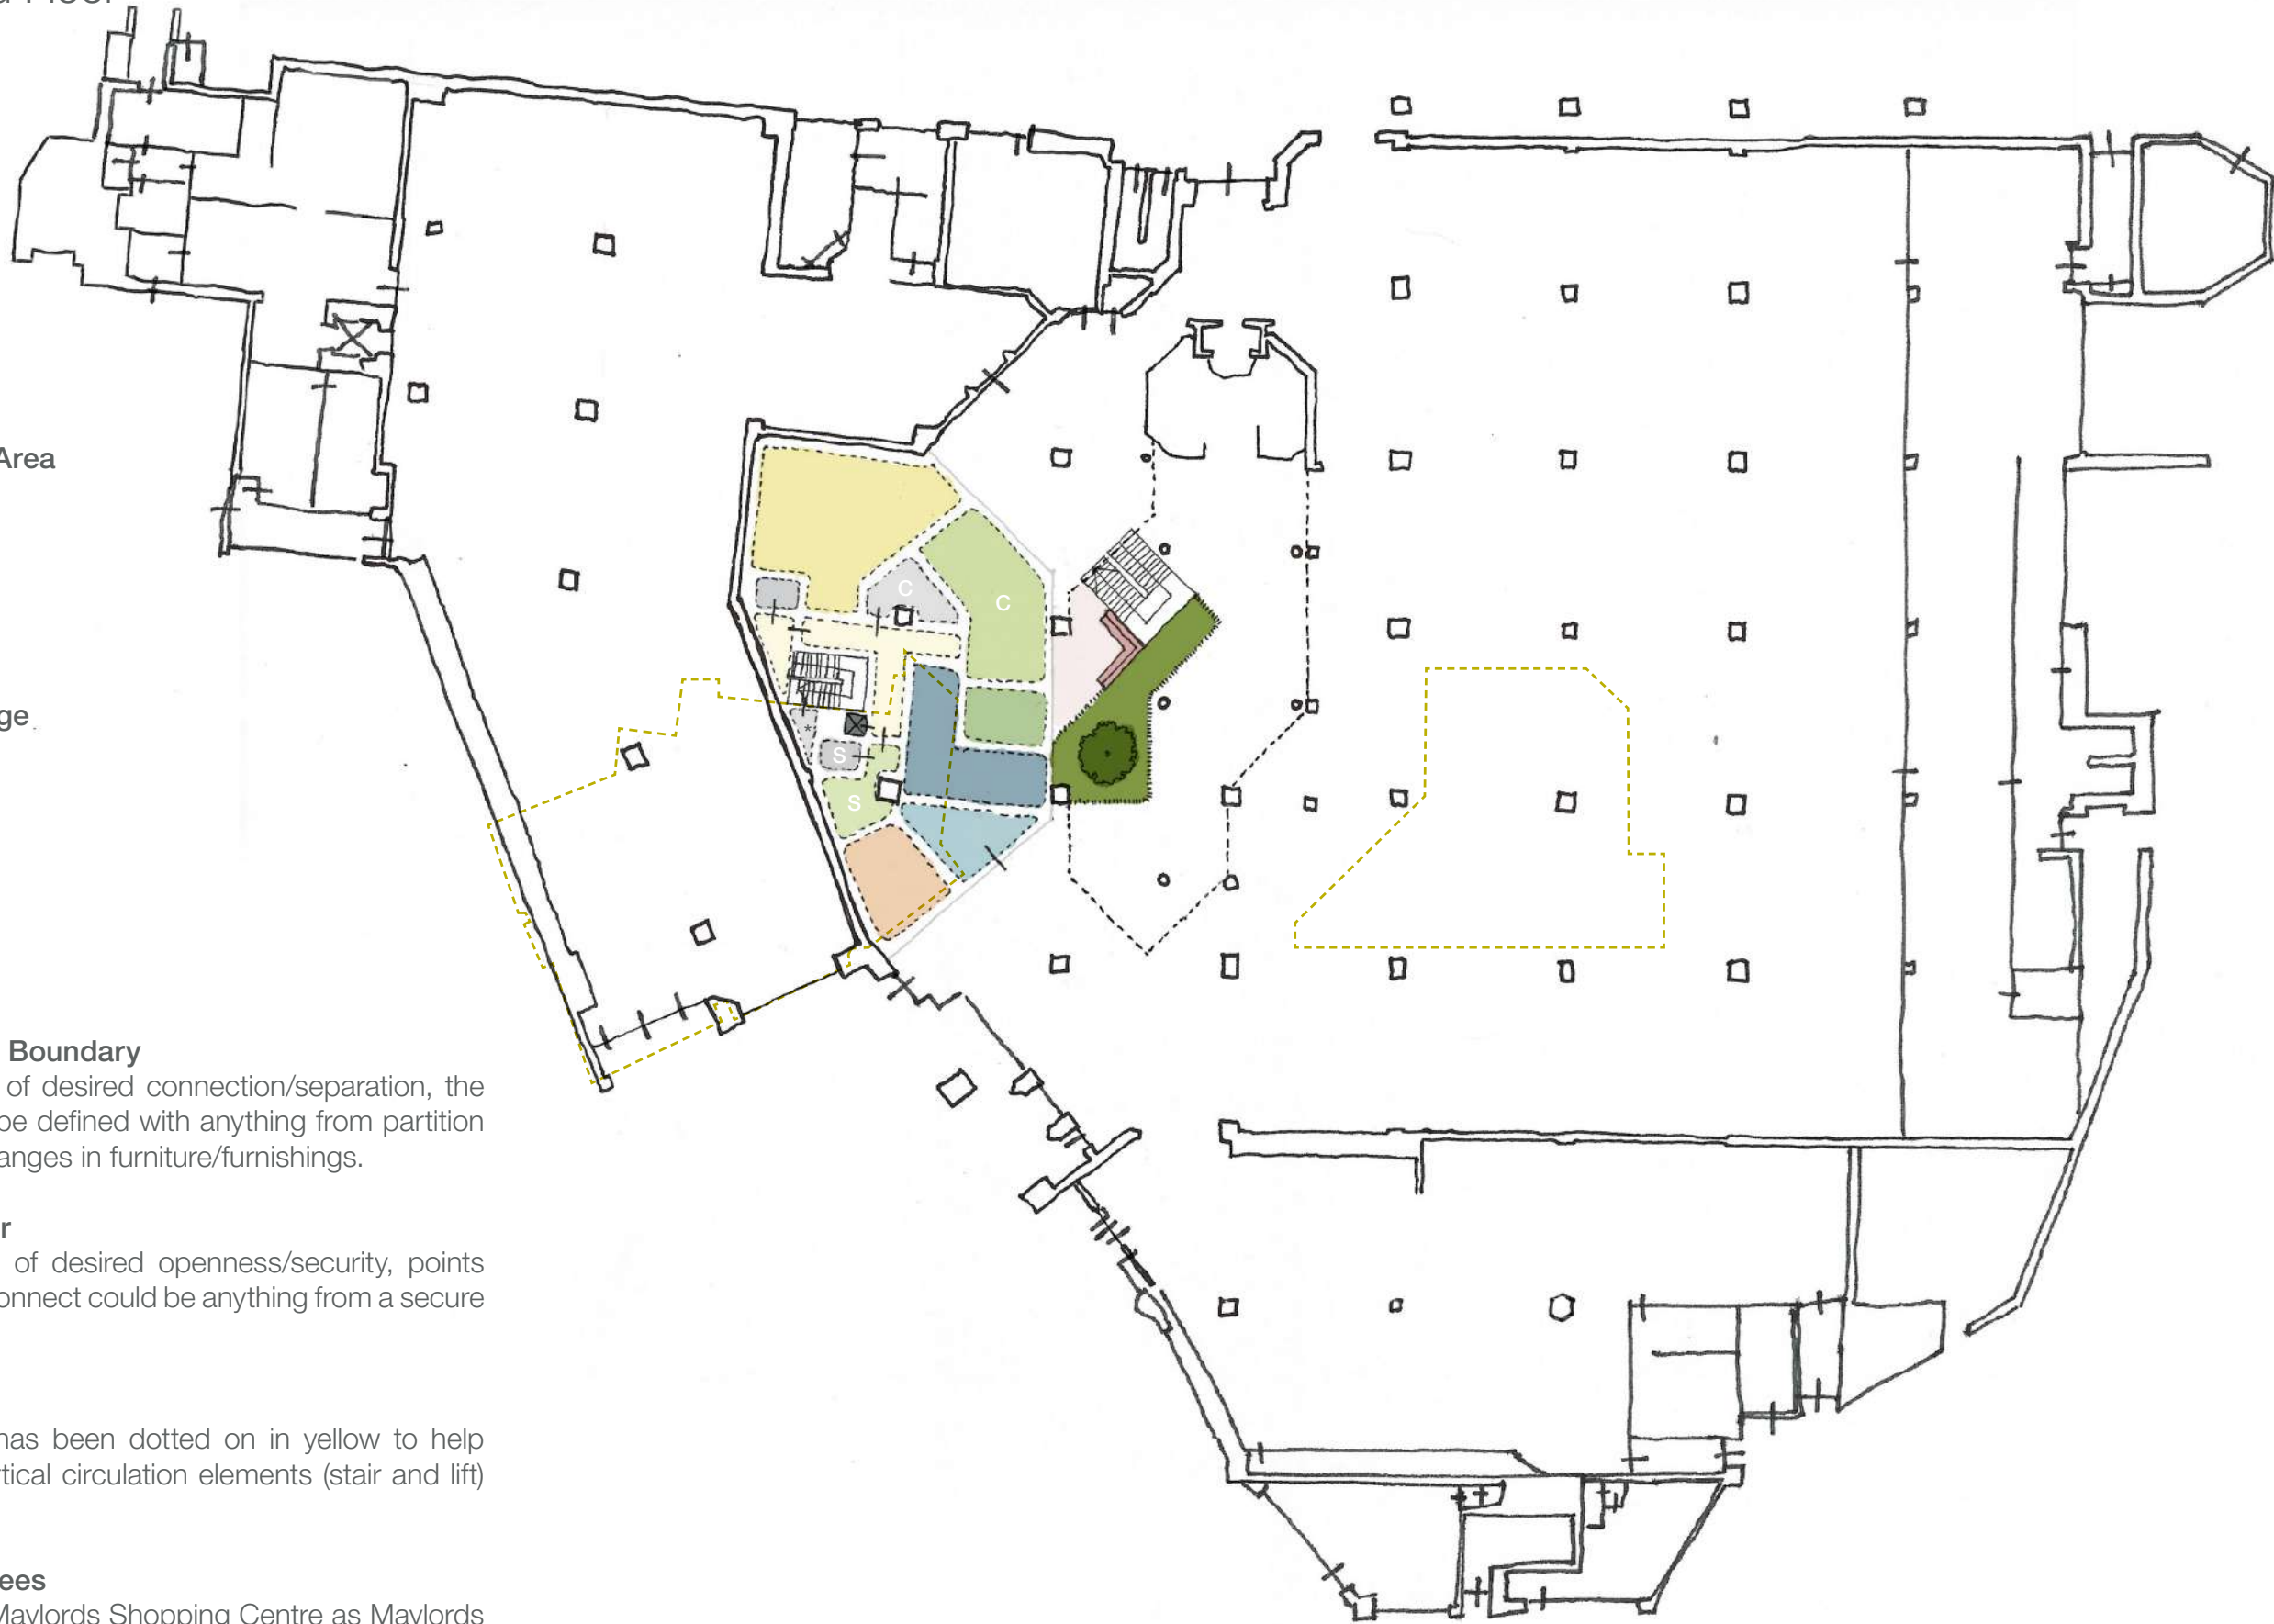 Floor
Area
ge
Boundary
of desired connection/separation, the
be defined with anything from partition
anges in furniture/furnishings.
r
of desired openness/security, points
onnect could be anything from a secure
has been dotted on in yellow to help
rtical circulation elements (stair and lift)
ees
Maylords Shopping Centre as Maylords
C
C
*
S
S